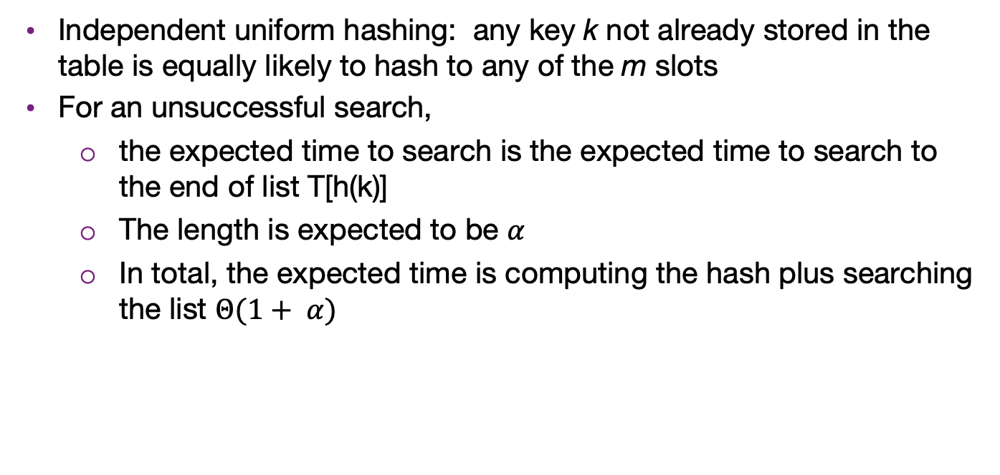 • Independent uniform hashing:  any key k not already stored in the
table is equally likely to hash to any of the m slots
• For an unsuccessful search,
○ the expected time to search is the expected time to search to
the end of list T[h(k)]
○ The length is expected to be α
○ In total, the expected time is computing the hash plus searching
the list Θ(1 + α)